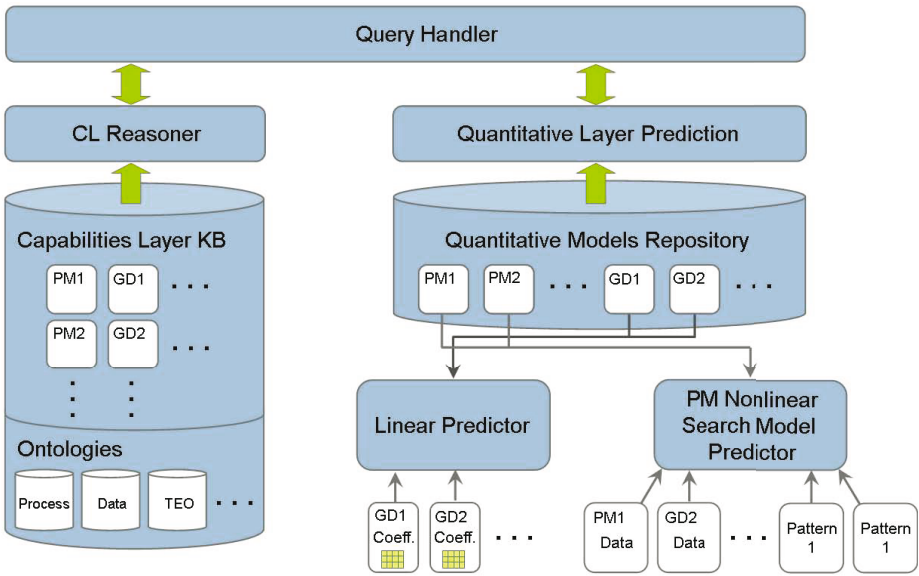 Query Handler
CL Reasoner
Quantitative Layer Prediction
Capabilities Layer KB
PM1
GD1
. . .
PM2
GD2
. . .
Ontologies
Process
Data
TEO
. . .
Quantitative Models Repository
PM1
PM2
. . .
GD1
GD2
. . .
Linear Predictor
PM Nonlinear
Search Model
Predictor
GD1
Coeff.
GD2
Coeff.
. . .
PM1
Data
GD2
Data
. . .
Pattern
1
Pattern
1